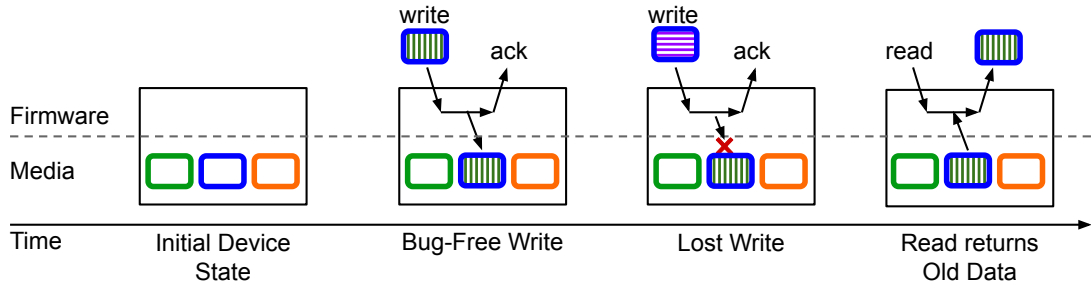 write
write
ack
ack
read
Firmware
Media
Time
Initial Device
State
Bug-Free Write
Lost Write
Read returns
Old Data